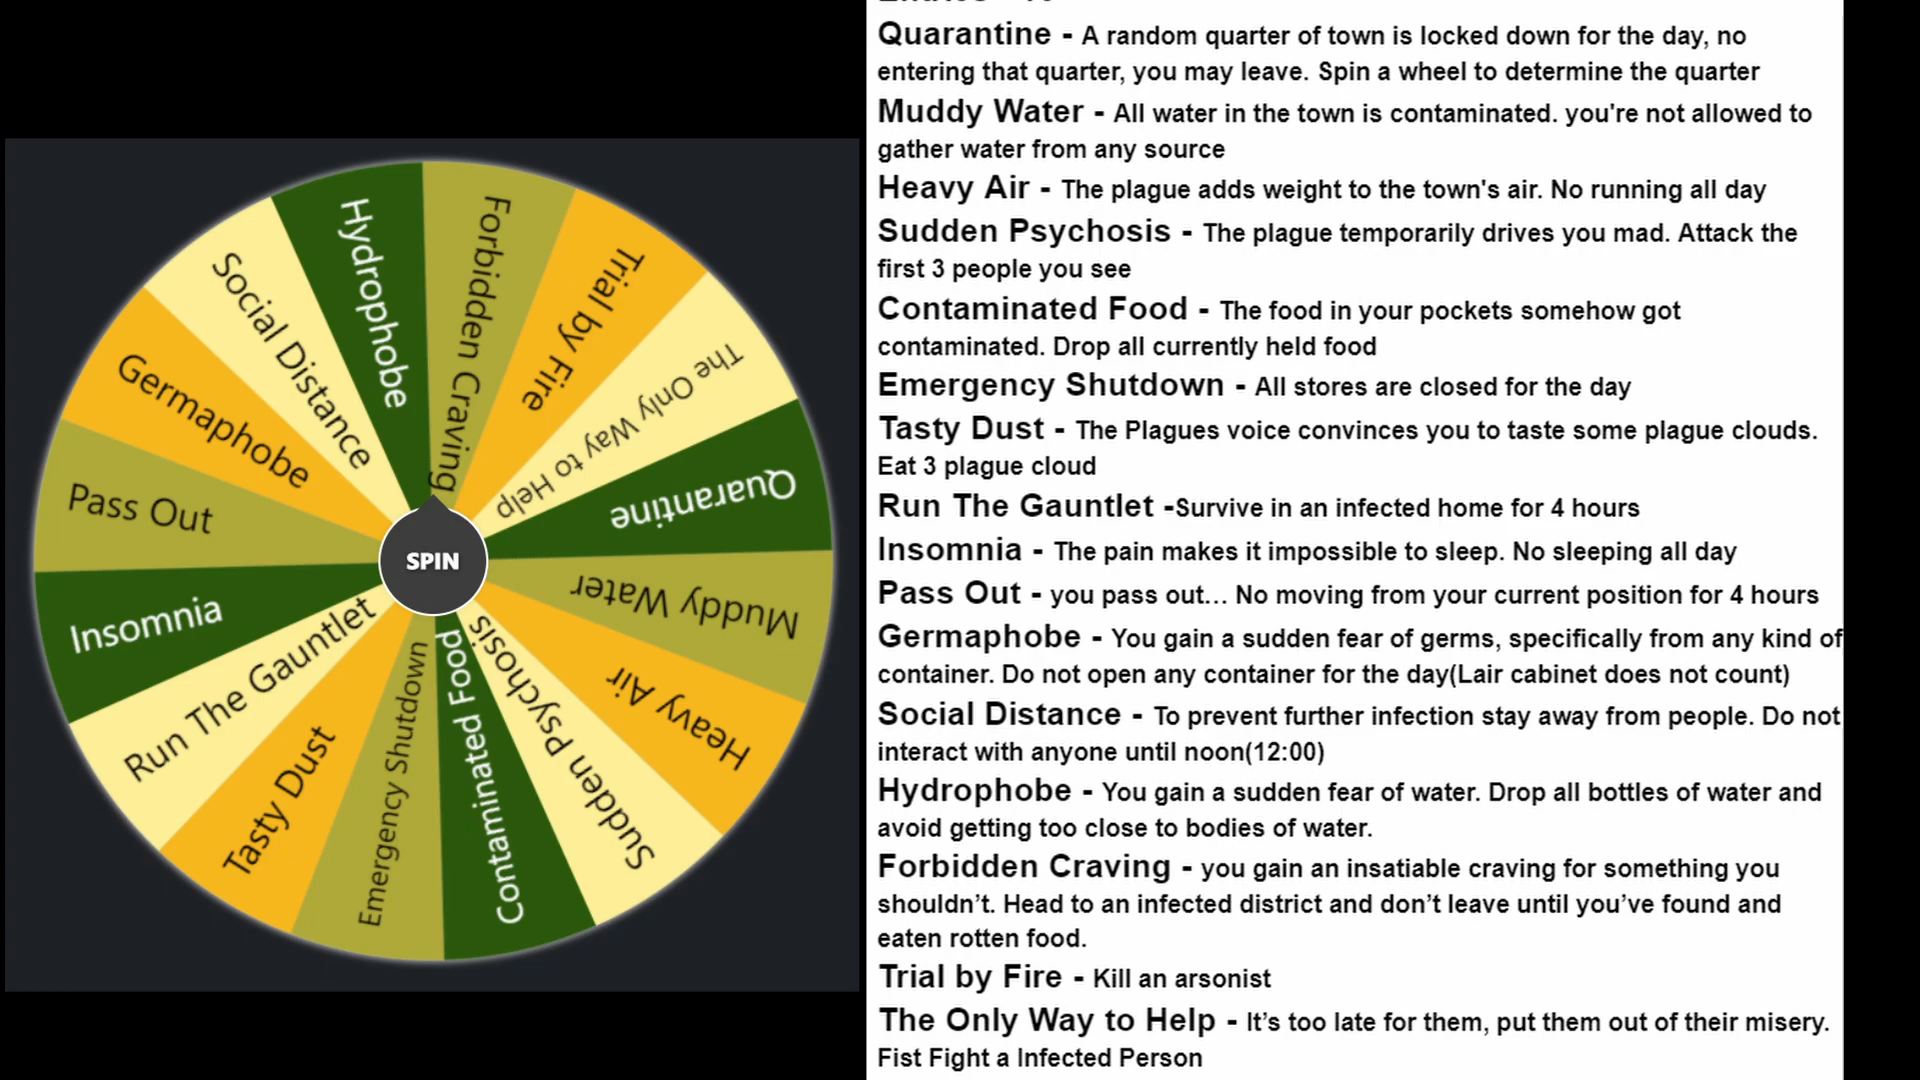 Hydrophobe
Forbidden Craving
Trial by Fire
The Only Way to Help
Quarantine
Muddy Water
Heavy Air
Sudden Psychosis
Contaminated Food
Emergency Shutdown
Tasty Dust
Run The Gauntlet
Insomnia
Pass Out
Germaphobe
Social Distance
SPIN
Quarantine - A random quarter of town is locked down for the day, no
entering that quarter, you may leave. Spin a wheel to determine the quarter
Muddy Water - All water in the town is contaminated. you're not allowed to
gather water from any source
Heavy Air - The plague adds weight to the town's air. No running all day
Sudden Psychosis - The plague temporarily drives you mad. Attack the
first 3 people you see
Contaminated Food - The food in your pockets somehow got
contaminated. Drop all currently held food
Emergency Shutdown - All stores are closed for the day
Tasty Dust - The Plagues voice convinces you to taste some plague clouds.
Eat 3 plague cloud
Run The Gauntlet -Survive in an infected home for 4 hours
Insomnia - The pain makes it impossible to sleep. No sleeping all day
Pass Out - you pass out... No moving from your current position for 4 hours
Germaphobe - You gain a sudden fear of germs, specifically from any kind of
container. Do not open any container for the day(Lair cabinet does not count)
Social Distance - To prevent further infection stay away from people. Do not
interact with anyone until noon(12:00)
Hydrophobe - You gain a sudden fear of water. Drop all bottles of water and
avoid getting too close to bodies of water.
Forbidden Craving - you gain an insatiable craving for something you
shouldn’t. Head to an infected district and don’t leave until you’ve found and
eaten rotten food.
Trial by Fire - Kill an arsonist
The Only Way to Help - It’s too late for them, put them out of their misery.
Fist Fight a Infected Person